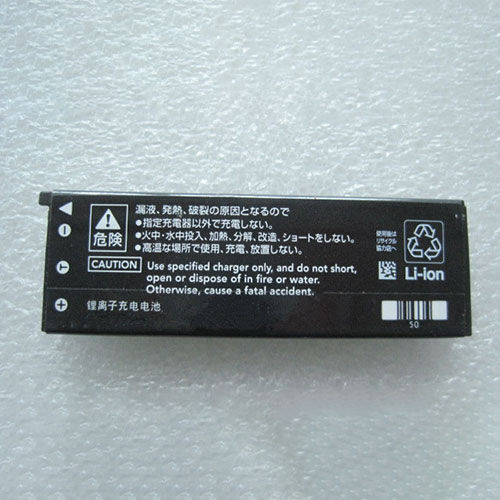 漏液、発熱、破裂の原因となるので
●指定充電器以外で充電しない。
●火中・水中投入、加熱、分解、改造、ショートをしない。
●高温な場所で使用、充電、放置しない。
危険
CAUTION
Use specified charger only, and do not short,
open or dispose of in fire or water.
Otherwise, cause a fatal accident.
T
锂离子充电电池
使用後は
リサイクル
協力店へ
Li-ion
50